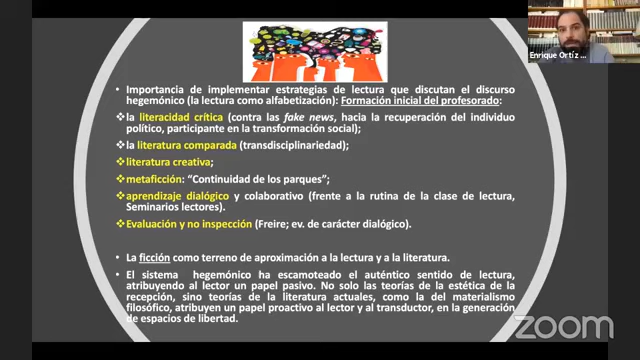 Enrique Ortíz ...
• Importancia de implementar estrategias de lectura que discutan el discurso
hegemónico (la lectura como alfabetización): Formación inicial del profesorado:
❖la literacidad crítica (contra las fake news, hacia la recuperación del individuo
político, participante en la transformación social);
❖la literatura comparada (transdisciplinariedad);
❖literatura creativa;
❖metaficción: “Continuidad de los parques”;
❖aprendizaje dialógico y colaborativo (frente a la rutina de la clase de lectura,
Seminarios lectores).
❖Evaluación y no inspección (Freire; ev. de carácter dialógico).
• La ficción como terreno de aproximación a la lectura y a la literatura.
• El sistema hegemónico ha escamoteado el auténtico sentido de lectura,
atribuyendo al lector un papel pasivo. No solo las teorías de la estética de la
recepción, sino teorías de la literatura actuales, como la del materialismo
filosófico, atribuyen un papel proactivo al lector y al transductor, en la generación
de espacios de libertad.
zoom